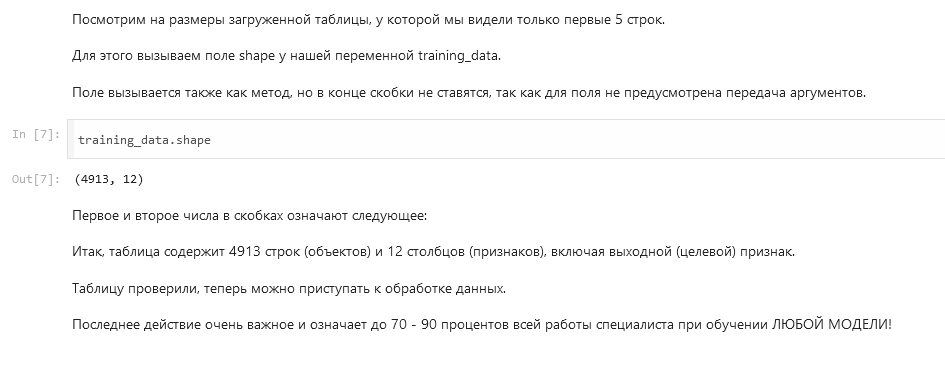 Посмотрим на размеры загруженной таблицы, у которой мы видели только первые 5 строк.
Для этого вызываем поле shape у нашей переменной training_data.
Поле вызывается также как метод, но в конце скобки не ставятся, так как для поля не предусмотрена передача аргументов.
In [7]: training_data.shape
Out[7]: (4913, 12)
Первое и второе числа в скобках означают следующее:
Итак, таблица содержит 4913 строк (объектов) и 12 столбцов (признаков), включая выходной (целевой) признак.
Таблицу проверили, теперь можно приступать к обработке данных.
Последнее действие очень важное и означает до 70 - 90 процентов всей работы специалиста при обучении ЛЮБОЙ МОДЕЛИ!